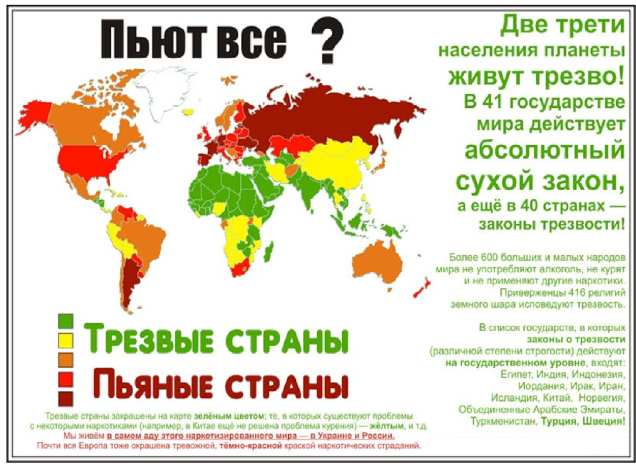 Пьют все ?
Две трети
населения планеты
живут трезво!
В 41 государстве
мира действует
абсолютный
сухой закон,
а ещё в 40 странах —
законы трезвости!
Более 600 больших и малых народов
мира не употребляют алкоголь, не курят
и не применяют другие наркотики.
Приверженцы 416 религий
земного шара исповедуют трезвость.
В список государств, в которых
законы о трезвости
(различной степени строгости) действуют
на государственном уровне, входят:
Египет, Индия, Индонезия,
Иордания, Ирак, Иран,
Исландия, Китай, Норвегия,
Объединенные Арабские Эмираты,
Туркменистан, Турция, Швеция!
Трезвые страны
Пьяные страны
Трезвые страны закрашены на карте зелёным цветом; те, в которых существуют проблемы
с некоторыми наркотиками (например, в Китае ещё не решена проблема курения) — жёлтым, и т.д.
Мы живём в самом аду этого наркотизированного мира — в Украине и России.
Почти вся Европа тоже окрашена тревожной, тёмно-красной краской наркотических страданий.